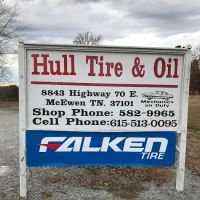 Hull Tire & Oil
8843 Highway 70 E.
McEwen TN. 37101
Mechanics
on Duty
Shop Phone: 582-9965
Cell Phone:615-513-0095
FALKEN
TIRE